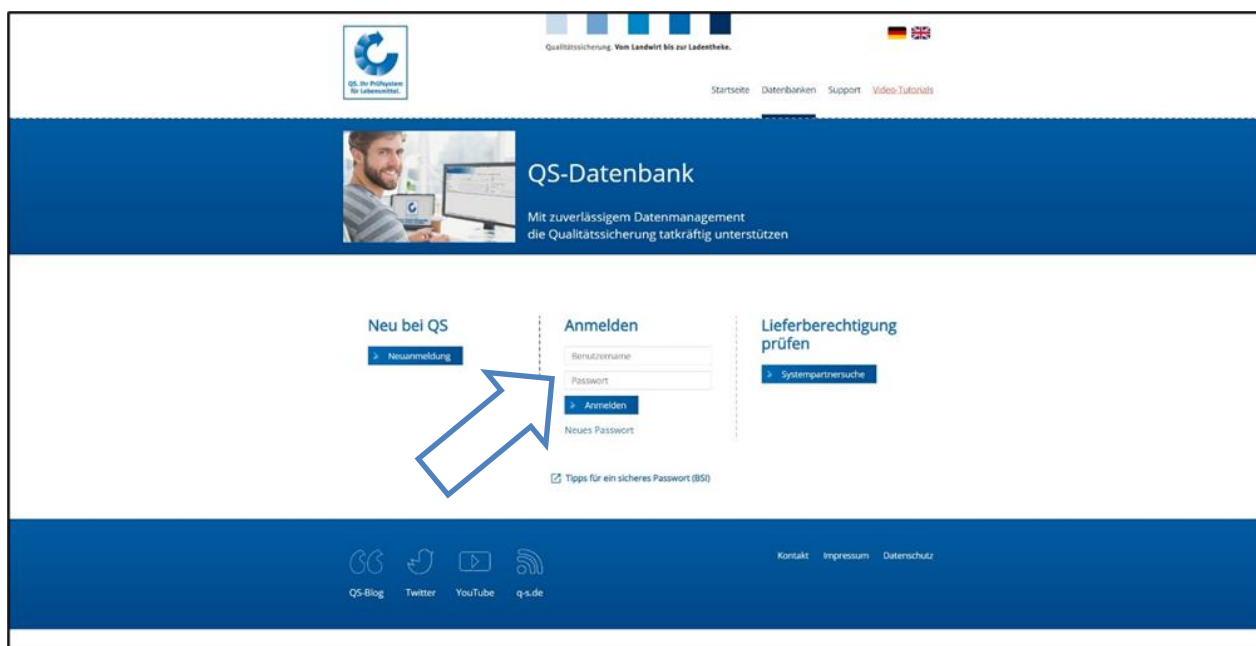 Qualitätssicherung. Vom Landwirt bis zur Ladentheke.
QS. Ihr Prüfsystem
für Lebensmittel.
Startseite Datenbanken Support Video-Tutorials
QS-Datenbank
Mit zuverlässigem Datenmanagement
die Qualitätssicherung tatkräftig unterstützen
Neu bei QS
Neuanmeldung
Anmelden
Benutzername
Passwort
Anmelden
Neues Passwort
Lieferberechtigung
prüfen
Systempartnersuche
Tipps für ein sicheres Passwort (BSI)
QS-Blog Twitter YouTube q-s.de
Kontakt Impressum Datenschutz